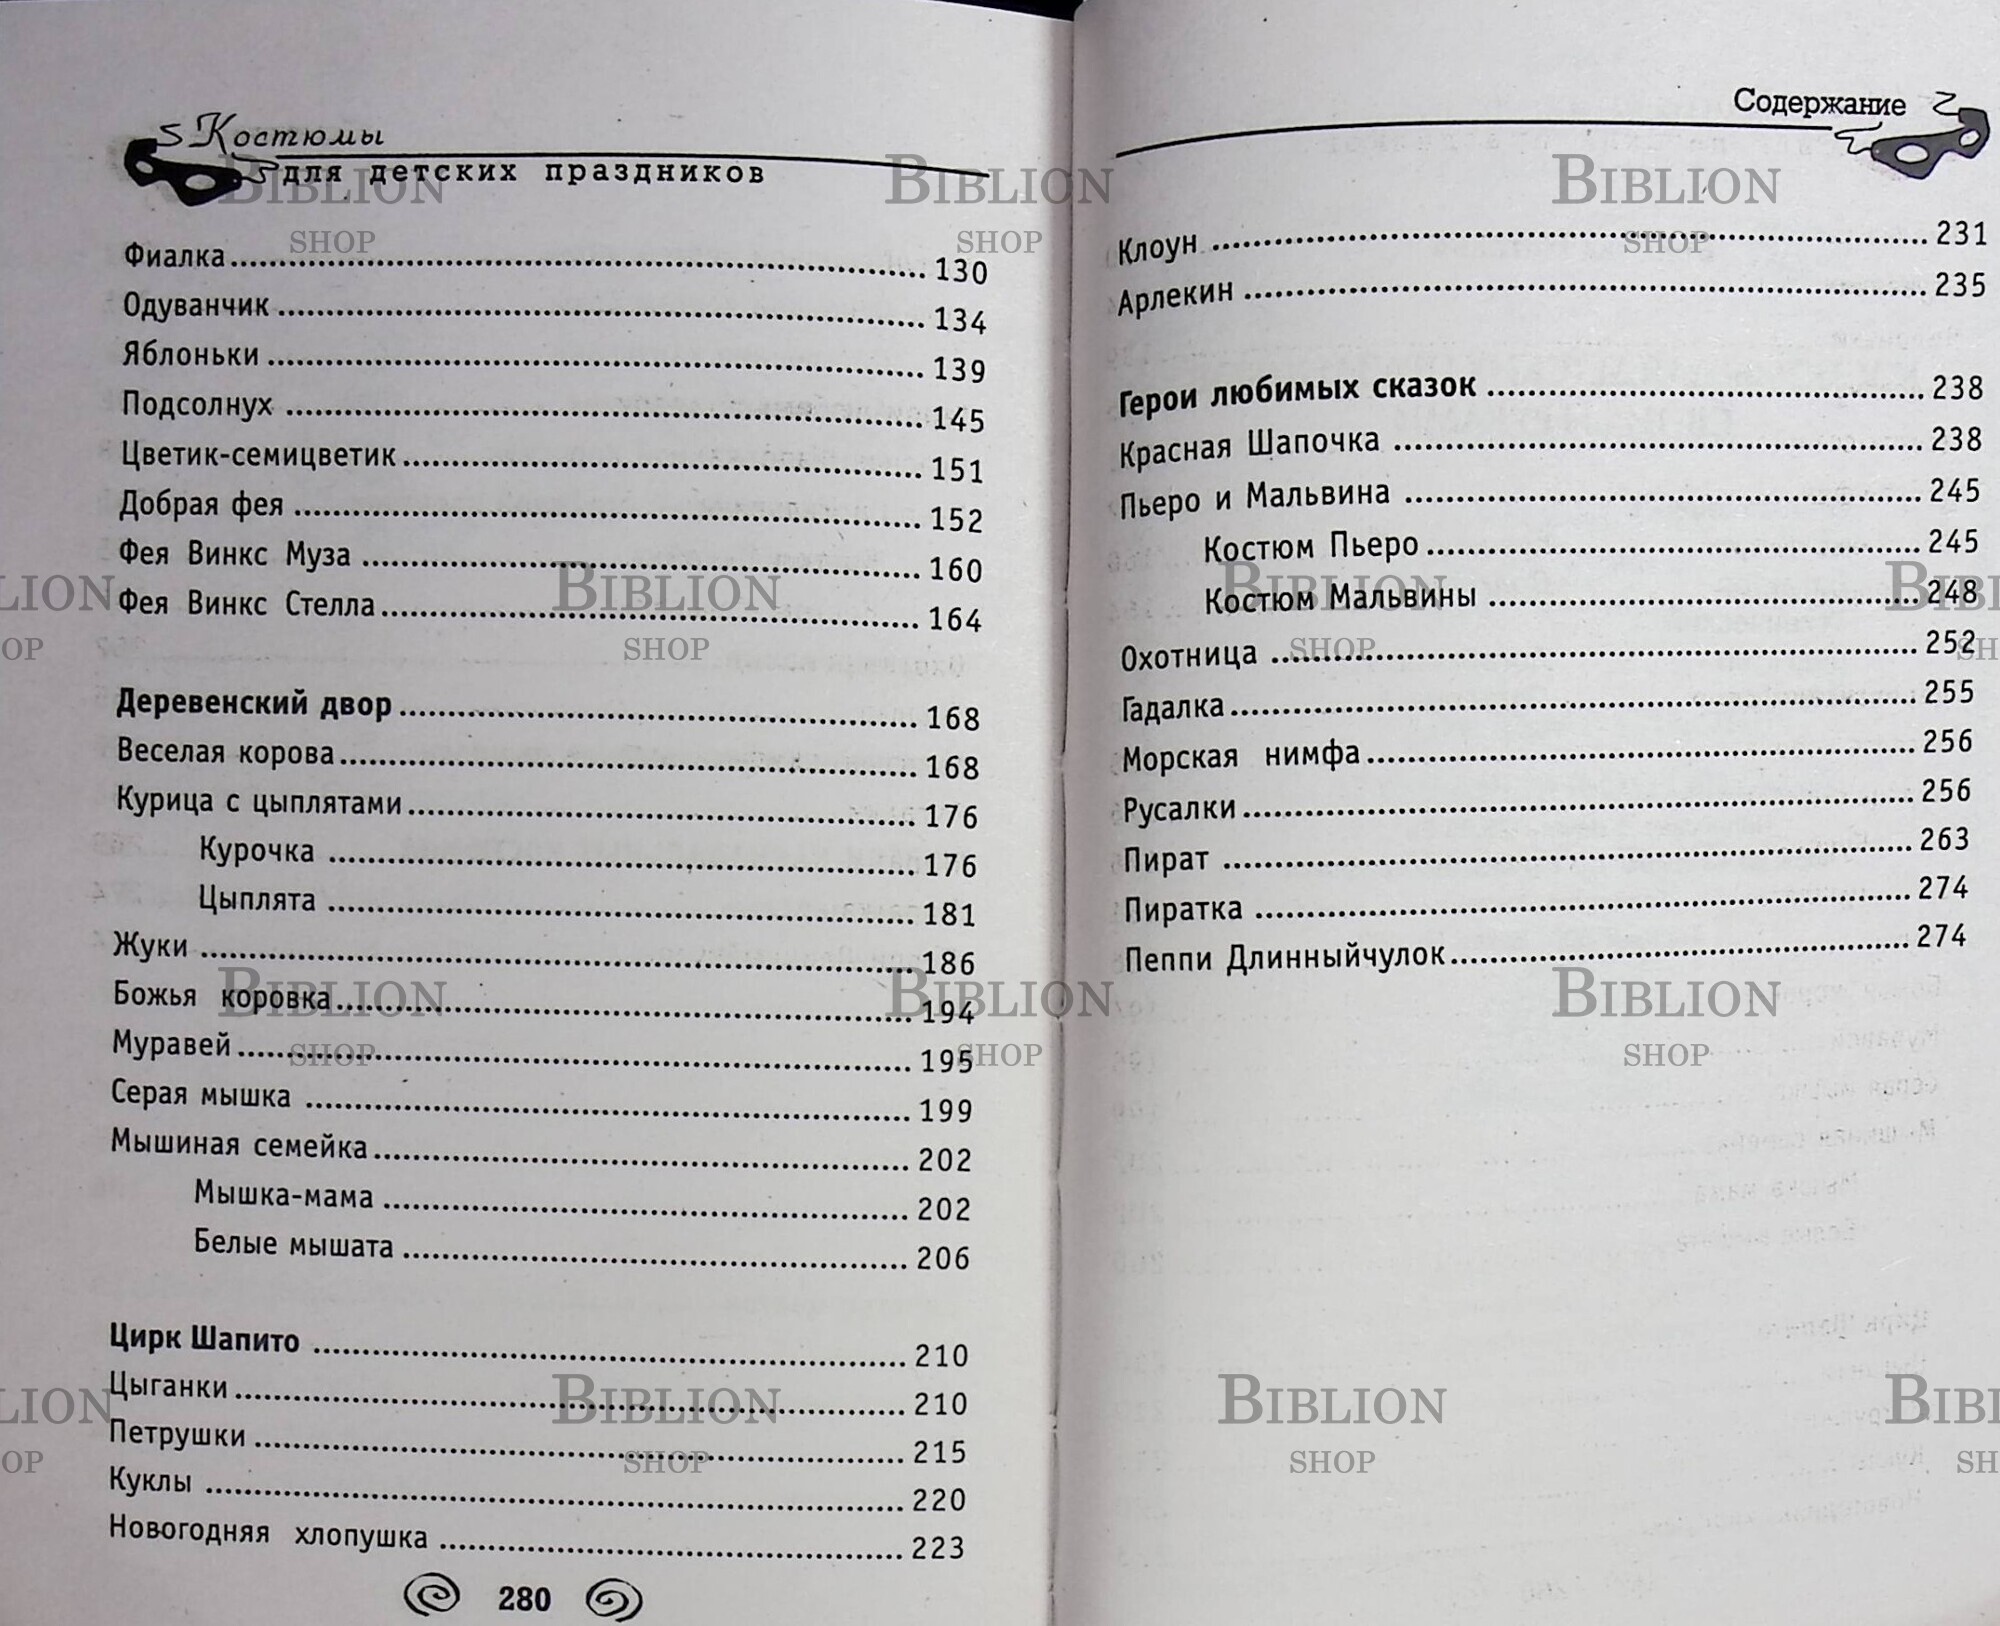 Костюмы
для детских праздников
Фиалка.......... 130
Одуванчик .......... 134
Яблоньки .......... 139
Подсолнух .......... 145
Цветик-семицветик.......... 151
Добрая фея .......... 152
Фея Винкс Муза .......... 160
Фея Винкс Стелла.......... 164
Деревенский двор.......... 168
Веселая корова.......... 168
Курица с цыплятами.......... 176
Курочка .......... 176
Цыплята .......... 181
Жуки .......... 186
Божья коровка.......... 194
Муравей.......... 195
Серая мышка .......... 199
Мышиная семейка.......... 202
Мышка-мама .......... 202
Белые мышата .......... 206
Цирк Шапито .......... 210
Цыганки .......... 210
Петрушки .......... 215
Куклы .......... 220
Новогодняя хлопушка .......... 223
280
Содержание
Клоун .......... 231
Арлекин .......... 235
Герои любимых сказок .......... 238
Красная Шапочка .......... 238
Пьеро и Мальвина .......... 245
Костюм Пьеро .......... 245
Костюм Мальвины .......... 248
Охотница .......... 252
Гадалка.......... 255
Морская нимфа.......... 256
Русалки.......... 256
Пират .......... 263
Пиратка .......... 274
Пеппи Длинныйчулок.......... 274
BIBLION
SHOP